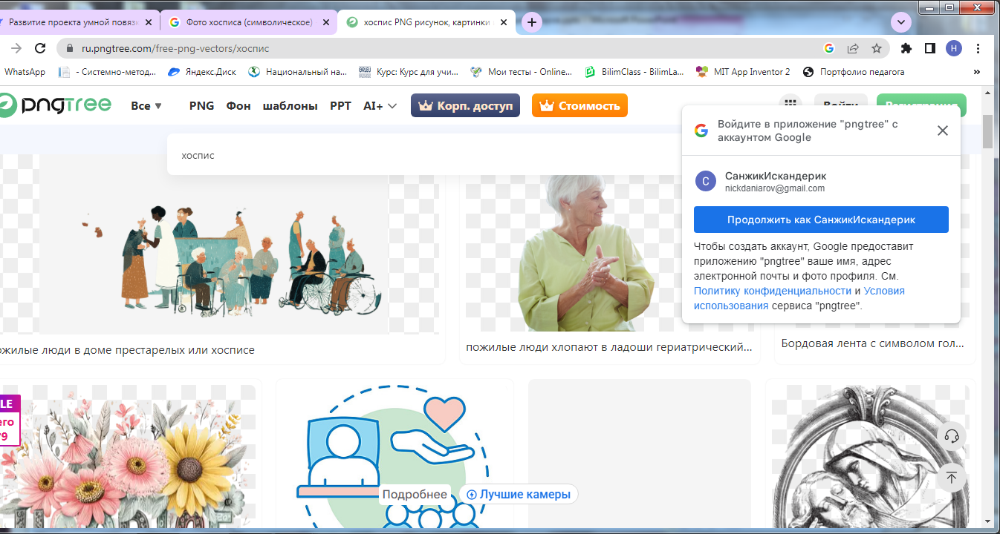 Развитие проекта умной повязк
Фото хосписа (символическое)
хоспис PNG рисунок, картинки
ru.pngtree.com/free-png-vectors/хоспис
H
WhatsApp
- Системно-метод...
Яндекс.Диск
Национальный на...
Курс: Курс для учи...
Мои тесты - Online...
BilimClass - BilimLa...
MIT App Inventor 2
Портфолио педагога
»
pngtree
Все
PNG
Фон
шаблоны
PPT
AI+
Корп. доступ
Стоимость
Войти
Регистрация
хоспис
Войдите в приложение "pngtree" с
аккаунтом Google
С
СанжикИскандерик
nickdaniarov@gmail.com
Продолжить как СанжикИскандерик
Чтобы создать аккаунт, Google предоставит
приложению "pngtree" ваше имя, адрес
электронной почты и фото профиля. См.
Политику конфиденциальности и Условия
использования сервиса "pngtree".
ожилые люди в доме престарелых или хосписе
пожилые люди хлопают в ладоши гериатрический...
Бордовая лента с символом гол...
LE
его
9
Подробнее
Лучшие камеры